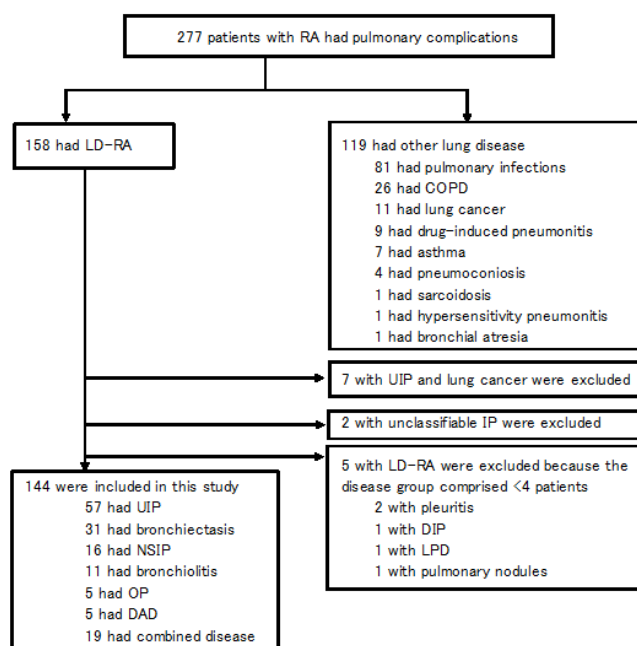 277 patients with RA had pulmonary complications
158 had LD-RA
119 had other lung disease
81 had pulmonary infections
26 had COPD
11 had lung cancer
9 had drug-induced pneumonitis
7 had asthma
4 had pneumoconiosis
1 had sarcoidosis
1 had hypersensitivity pneumonitis
1 had bronchial atresia
7 with UIP and lung cancer were excluded
2 with unclassifiable IP were excluded
5 with LD-RA were excluded because the
disease group comprised <4 patients
2 with pleuritis
1 with DIP
1 with LPD
1 with pulmonary nodules
144 were included in this study
57 had UIP
31 had bronchiectasis
16 had NSIP
11 had bronchiolitis
5 had OP
5 had DAD
19 had combined disease